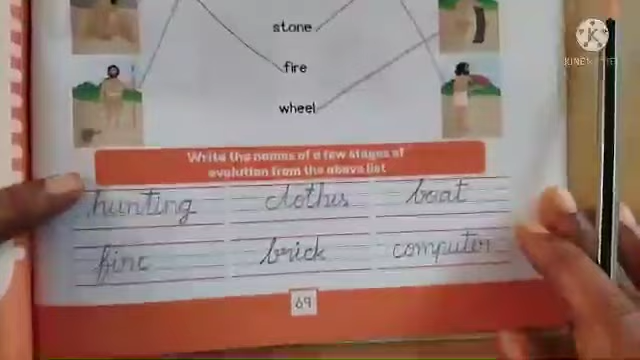 KINEMASTER
stone
fire
wheel
Write the names of a few stages of
evolution from the above list
hunting clothes boat
fire brick computer
69